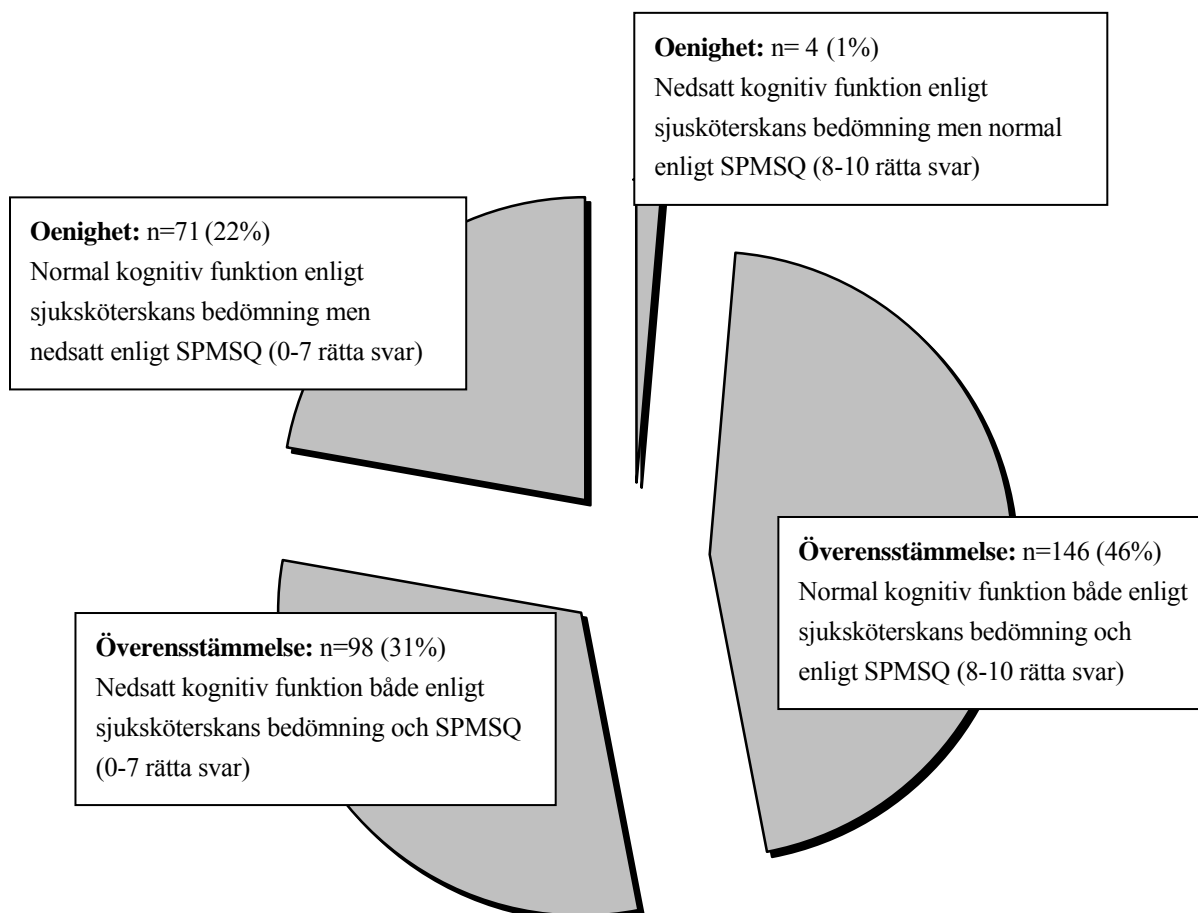 Oenighet: n= 4 (1%)
Nedsatt kognitiv funktion enligt
sjusköterskans bedömning men normal
enligt SPMSQ (8-10 rätta svar)
Oenighet: n=71 (22%)
Normal kognitiv funktion enligt
sjuksköterskans bedömning men
nedsatt enligt SPMSQ (0-7 rätta svar)
Överensstämmelse: n=146 (46%)
Normal kognitiv funktion både enligt
sjuksköterskans bedömning och
enligt SPMSQ (8-10 rätta svar)
Överensstämmelse: n=98 (31%)
Nedsatt kognitiv funktion både enligt
sjuksköterskans bedömning och SPMSQ
(0-7 rätta svar)